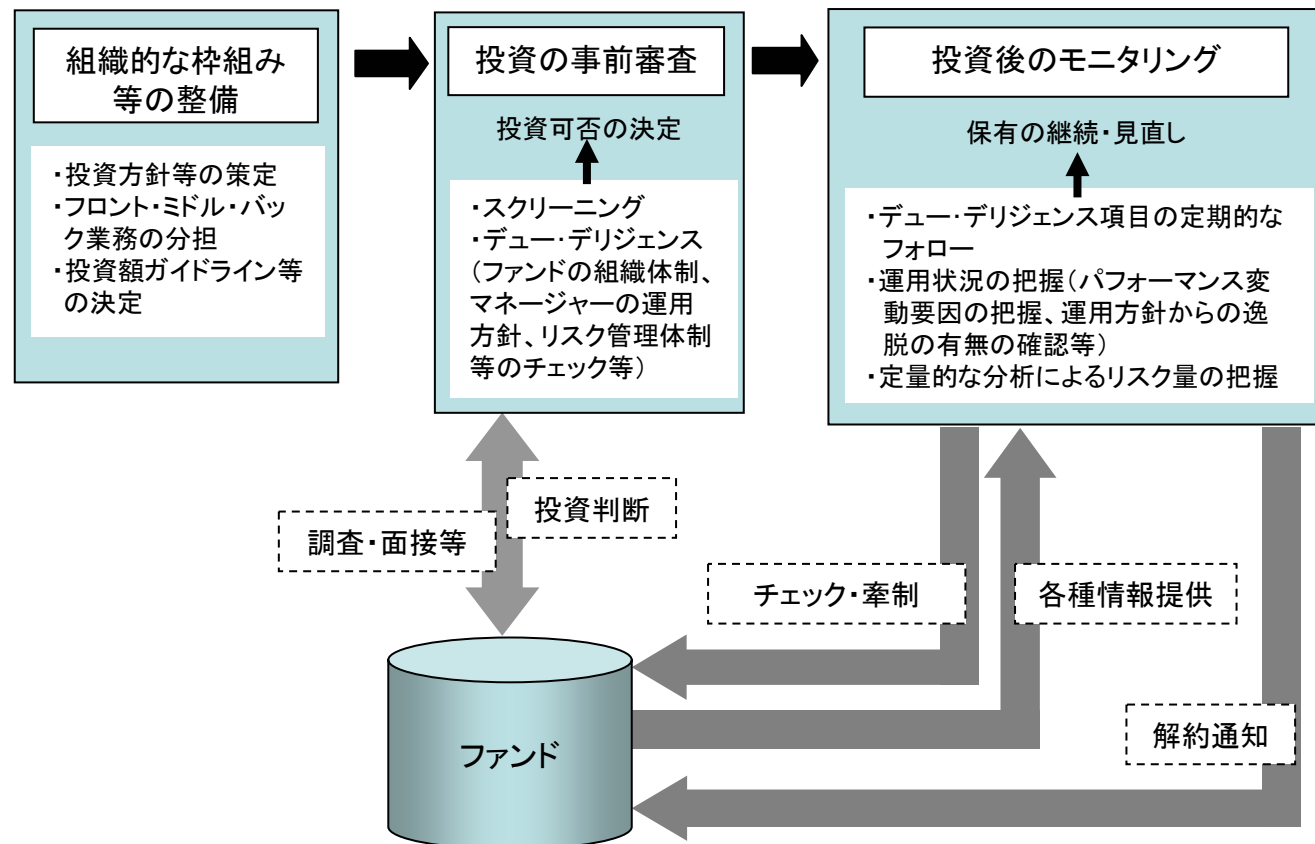 組織的な枠組み
等の整備
・投資方針等の策定
・フロント・ミドル・バッ
ク業務の分担
・投資額ガイドライン等
の決定
投資の事前審査
投資可否の決定
・スクリーニング
・デュー・デリジェンス
（ファンドの組織体制、
マネージャーの運用
方針、リスク管理体制
等のチェック等）
投資後のモニタリング
保有の継続・見直し
・デュー・デリジェンス項目の定期的な
フォロー
・運用状況の把握（パフォーマンス変
動要因の把握、運用方針からの逸
脱の有無の確認等）
・定量的な分析によるリスク量の把握
投資判断
調査・面接等
チェック・牽制
各種情報提供
解約通知
ファンド